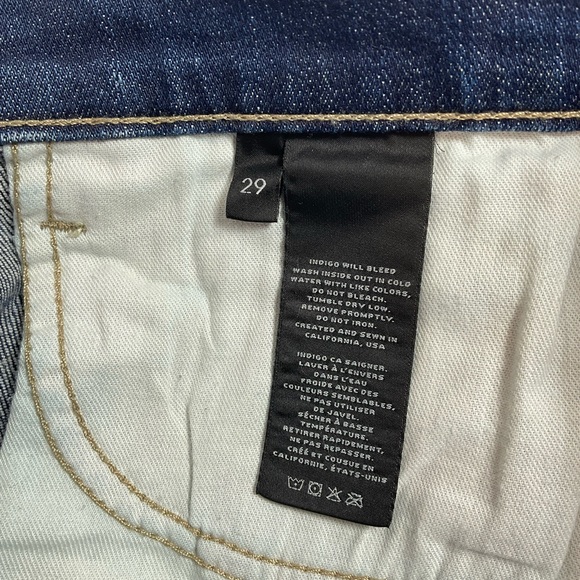 29
INDIGO WILL BLEED
WASH INSIDE OUT IN COLD
WATER WITH LIKE COLORS,
DO NOT BLEACH.
TUMBLE DRY LOW.
REMOVE PROMPTLY.
DO NOT IRON.
CREATED AND SEWN IN
CALIFORNIA, USA
INDIGO CA SAIGNER.
LAVER À L'ENVERS
DANS L'EAU
FROIDE AVEC DES
COULEURS SEMBLABLES,
NE PAS UTILISER
DE JAVEL.
SÉCHER À BASSE
TEMPÉRATURE.
RETIRER RAPIDEMENT,
NE PAS REPASSER.
CRÉÉ ET COUSUE EN
CALIFORNIE, ÉTATS-UNIS